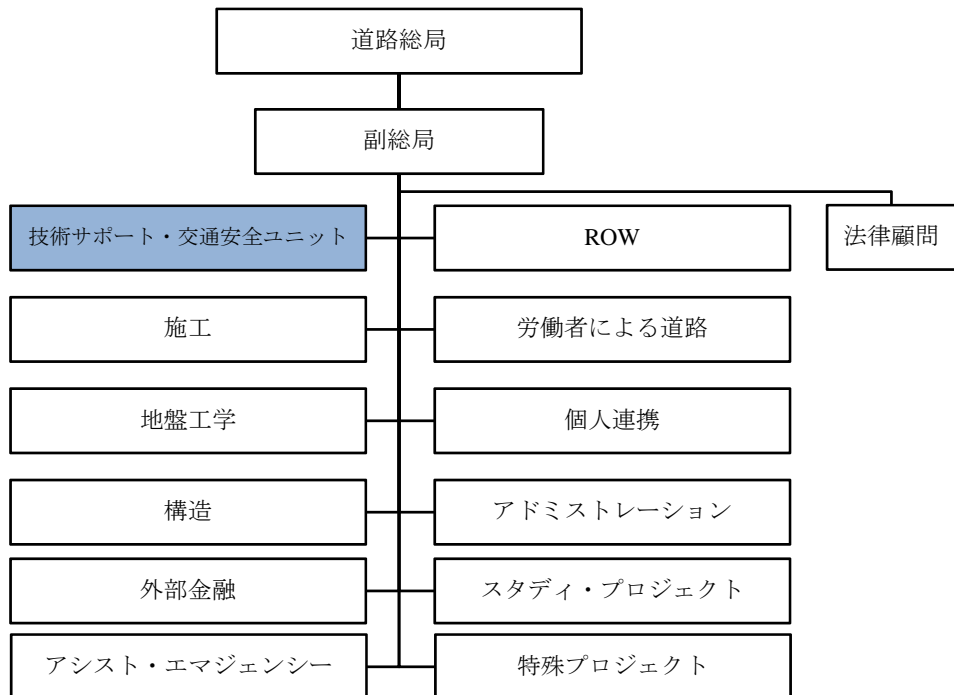 道路総局
副総局
技術サポート・交通安全ユニット
ROW
法律顧問
施工
労働者による道路
地盤工学
個人連携
構造
アドミストレーション
外部金融
スタディ・プロジェクト
アシスト・エマジェンシー
特殊プロジェクト